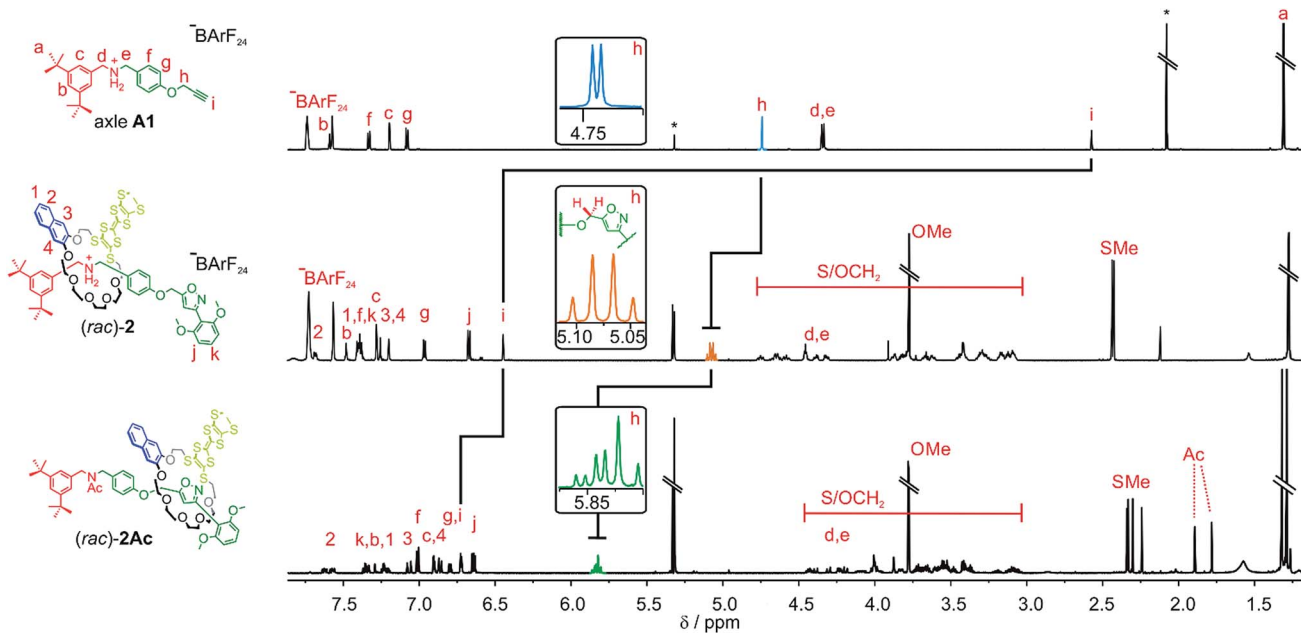 ⁻BArF₂₄
a
c
d
e
f
g
h
i
b
N
+
H₂
O
axle A1
⁻BArF₂₄
b
f
c
g
h
4.75
h
*
d,e
i
*
a
1
2
3
4
O
O
S
S
S
S
S
S*
S
NH₂
+
O
O
O
O
O
O
O
N
O
O
j
k
⁻BArF₂₄
(rac)-2
⁻BArF₂₄
2
b
1,f,k
c
3,4
g
j
i
H
H
O
O
N
h
5.10
5.05
S/OCH₂
d,e
OMe
SMe
O
O
S
S
S
S
S
S*
S
N
Ac
O
O
O
O
O
O
O
N
O
O
(rac)-2Ac
2
k,b,1
3
f
c,4
g,i
j
h
5.85
S/OCH₂
d,e
OMe
SMe
Ac
7.5
7.0
6.5
6.0
5.5
5.0
4.5
4.0
3.5
3.0
2.5
2.0
1.5
δ / ppm